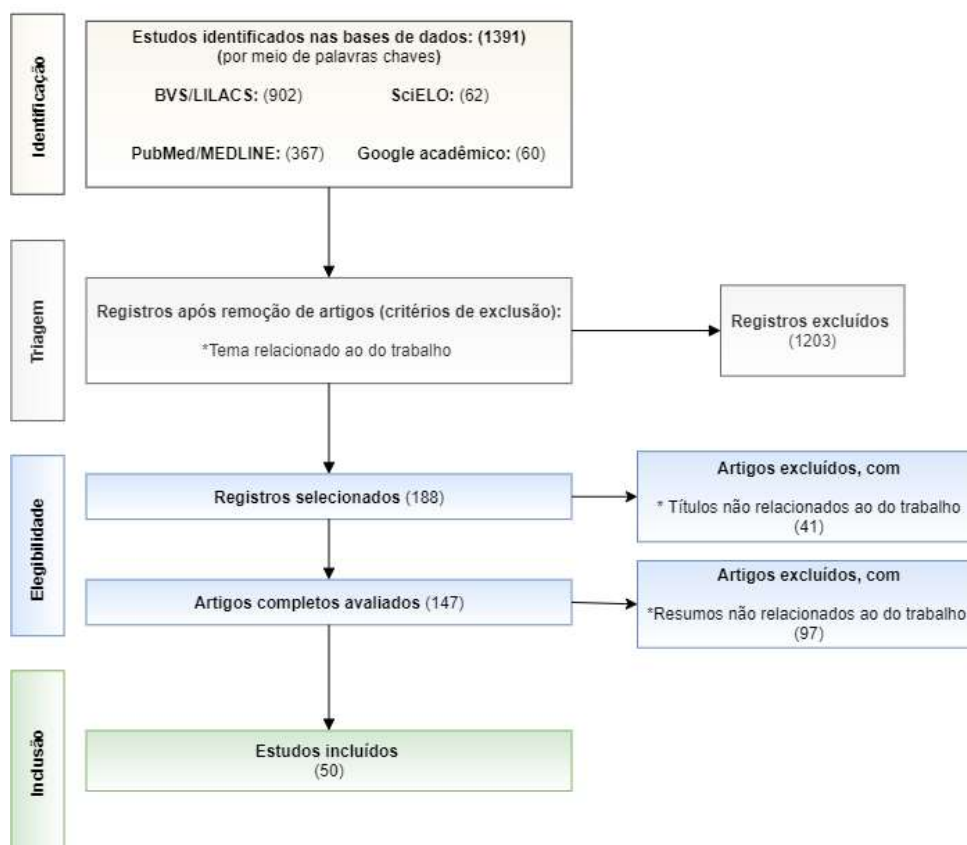 Identificação
Estudos identificados nas bases de dados: (1391)
(por meio de palavras chaves)
BVS/LILACS: (902) SciELO: (62)
PubMed/MEDLINE: (367) Google acadêmico: (60)
Triagem
Registros após remoção de artigos (critérios de exclusão):
*Tema relacionado ao do trabalho
Registros excluídos
(1203)
Elegibilidade
Registros selecionados (188)
Artigos excluídos, com
* Títulos não relacionados ao do trabalho
(41)
Artigos completos avaliados (147)
Artigos excluídos, com
*Resumos não relacionados ao do trabalho
(97)
Inclusão
Estudos incluídos
(50)